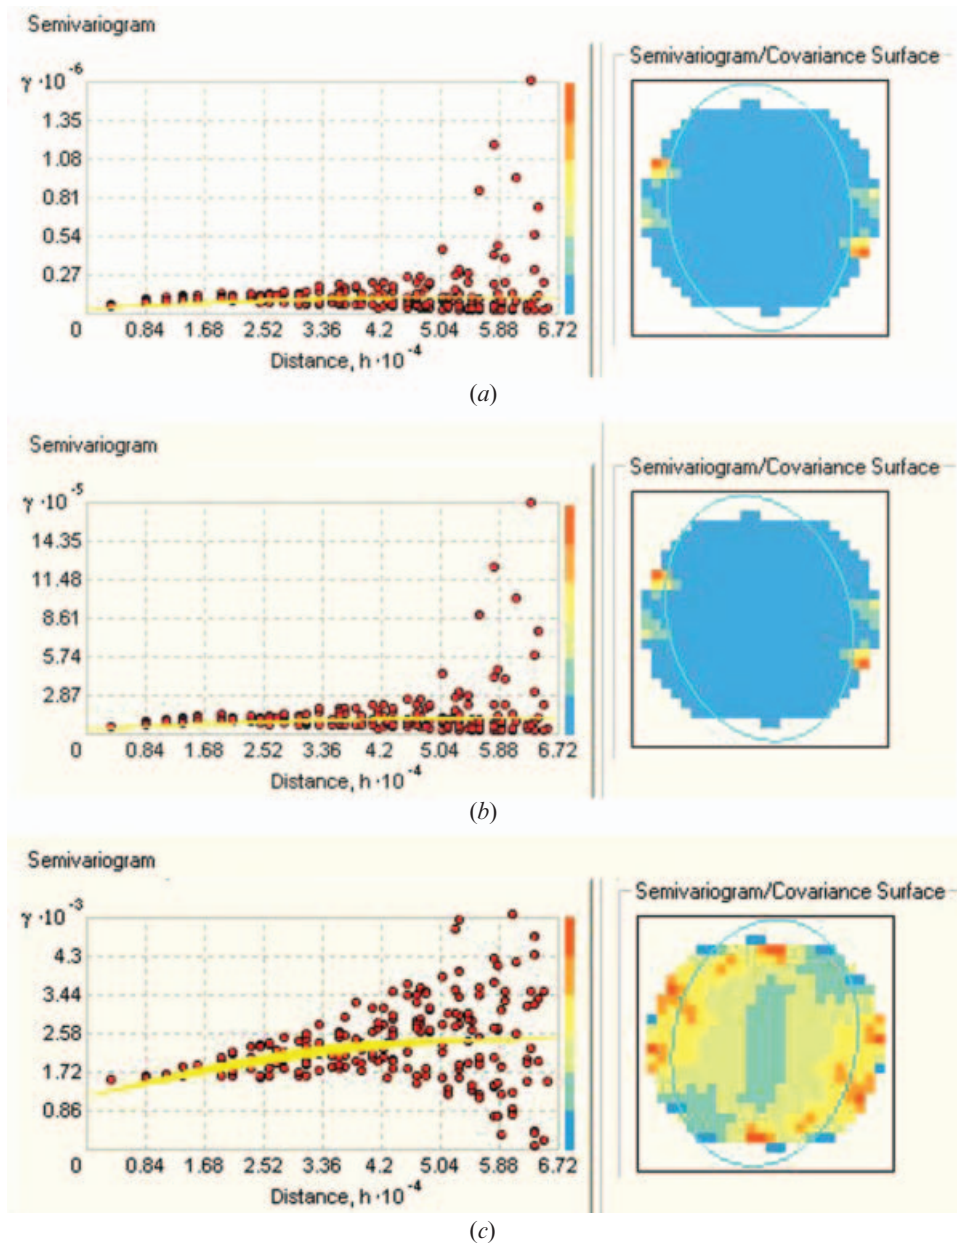 Semivariogram
Semivariogram/Covariance Surface
γ·10⁻⁶
1.35
1.08
0.81
0.54
0.27
0 0.84 1.68 2.52 3.36 4.2 5.04 5.88 6.72
Distance, h·10⁻⁴
(a)
Semivariogram
Semivariogram/Covariance Surface
γ·10⁻⁵
14.35
11.48
8.61
5.74
2.87
0 0.84 1.68 2.52 3.36 4.2 5.04 5.88 6.72
Distance, h·10⁻⁴
(b)
Semivariogram
Semivariogram/Covariance Surface
γ·10⁻³
4.3
3.44
2.58
1.72
0.86
0 0.84 1.68 2.52 3.36 4.2 5.04 5.88 6.72
Distance, h·10⁻⁴
(c)